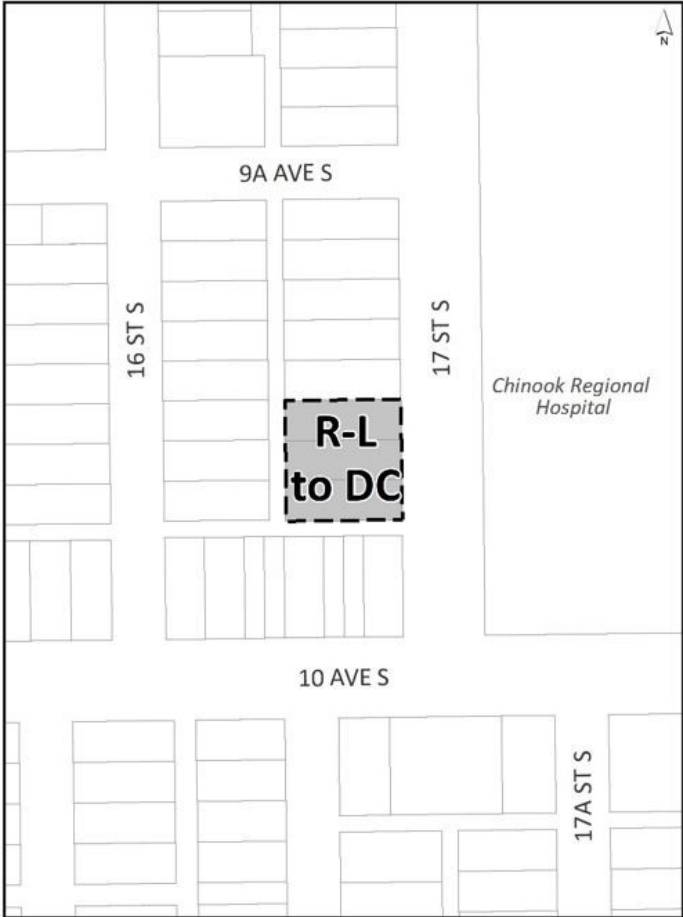 N
9A AVE S
16 ST S
17 ST S
Chinook Regional
Hospital
R-L
to DC
10 AVE S
17A ST S